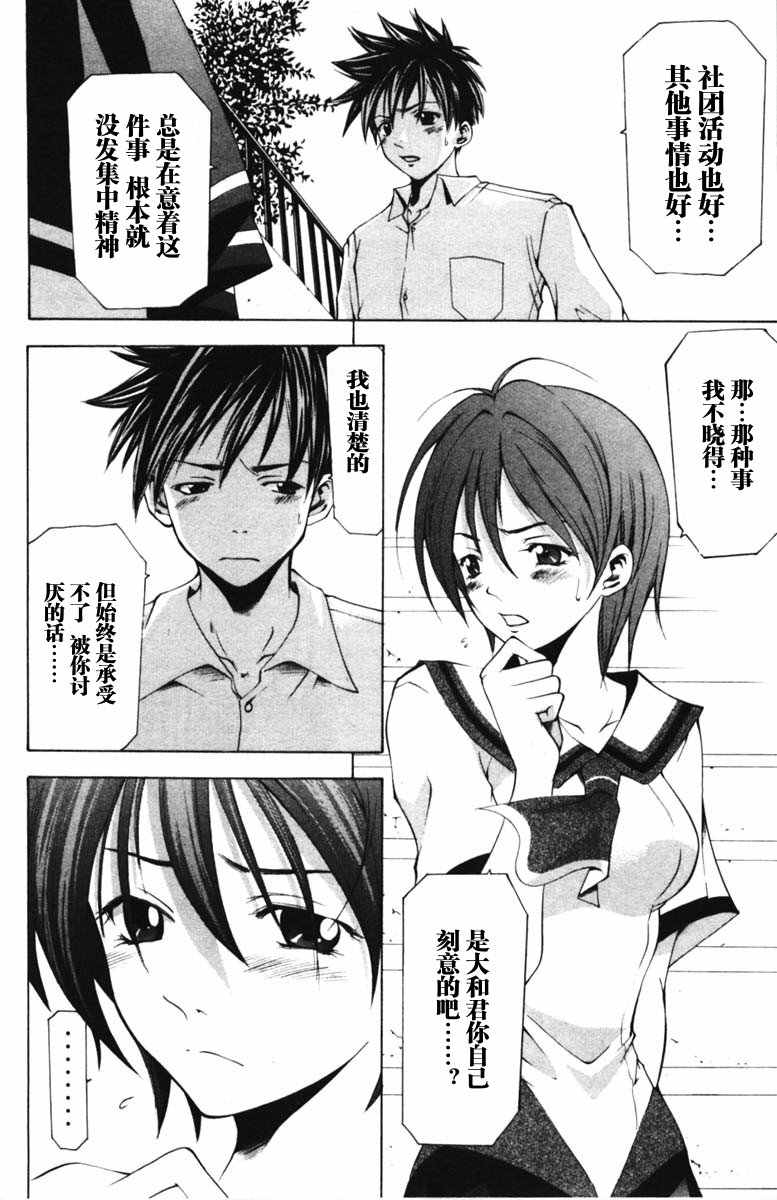 社团活动也好…
其他事情也好…
总是在意着这
件事 根本就
没发集中精神
那…那种事
我不晓得…
是大和君你自己
刻意的吧……?
我也清楚的
但始终是承受
不了 被你讨
厌的话……
………